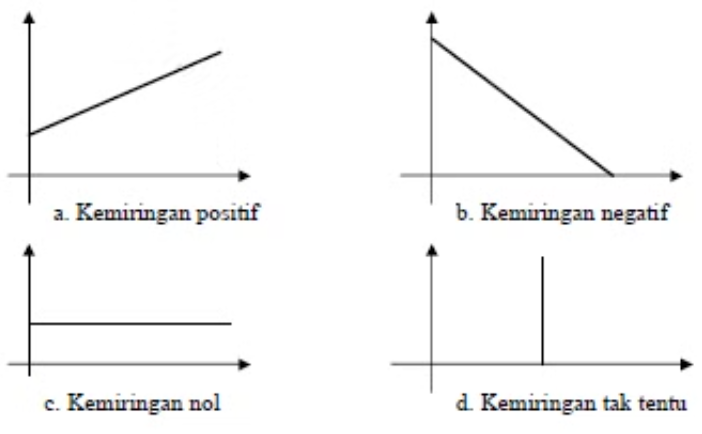 a. Kemiringan positif
b. Kemiringan negatif
c. Kemiringan nol
d. Kemiringan tak tentu